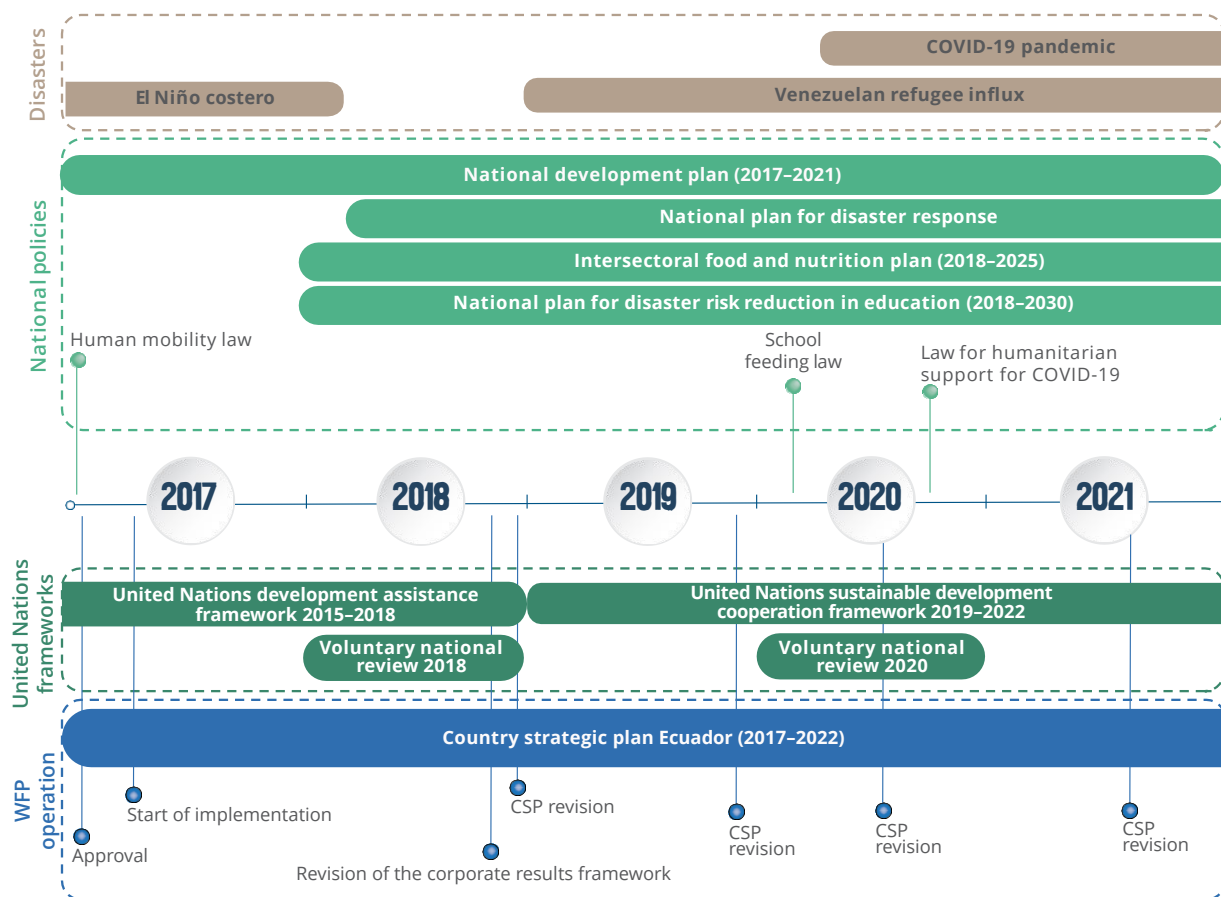 Disasters
COVID-19 pandemic
El Niño costero
Venezuelan refugee influx
National policies
National development plan (2017–2021)
National plan for disaster response
Intersectoral food and nutrition plan (2018–2025)
National plan for disaster risk reduction in education (2018–2030)
Human mobility law
School
feeding law
Law for humanitarian
support for COVID-19
2017
2018
2019
2020
2021
United Nations
frameworks
United Nations development assistance
framework 2015–2018
United Nations sustainable development
cooperation framework 2019–2022
Voluntary national
review 2018
Voluntary national
review 2020
WFP
operation
Country strategic plan Ecuador (2017–2022)
Start of implementation
Approval
CSP revision
Revision of the corporate results framework
CSP
revision
CSP
revision
CSP
revision